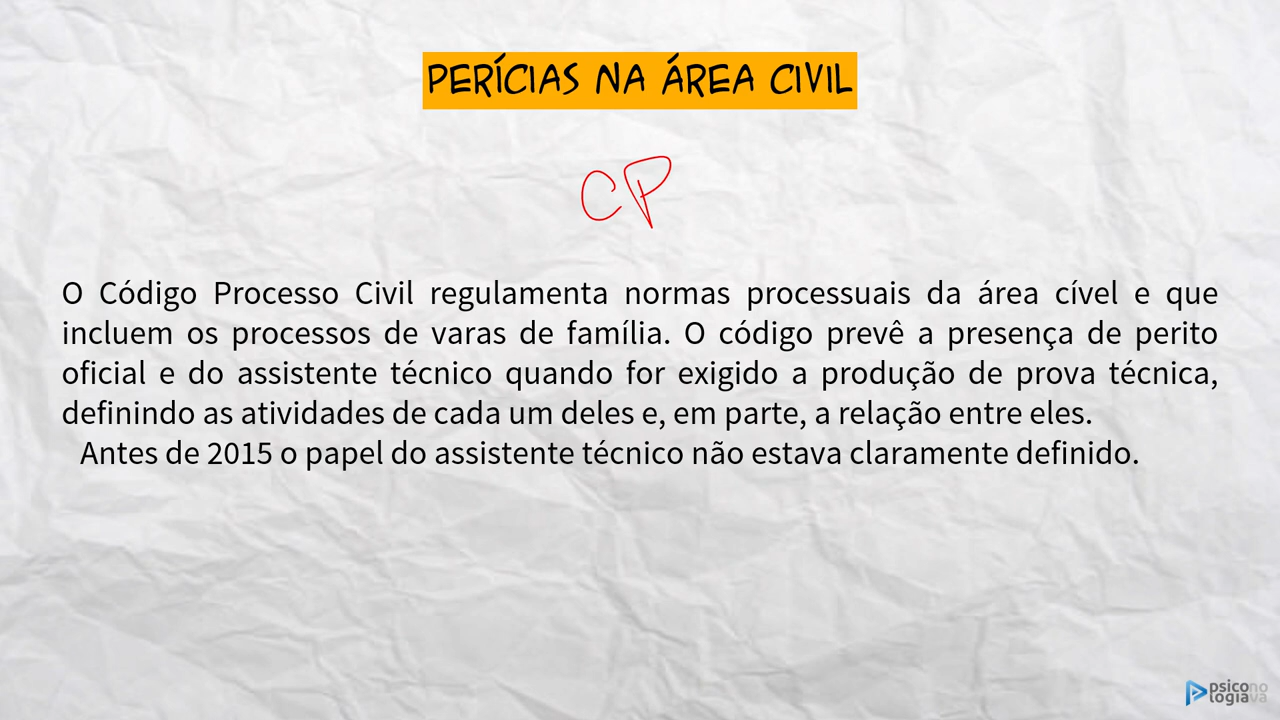 PERÍCIAS NA ÁREA CIVIL
CP
O Código Processo Civil regulamenta normas processuais da área cível e que
incluem os processos de varas de família. O código prevê a presença de perito
oficial e do assistente técnico quando for exigido a produção de prova técnica,
definindo as atividades de cada um deles e, em parte, a relação entre eles.
Antes de 2015 o papel do assistente técnico não estava claramente definido.
psicono
logiava